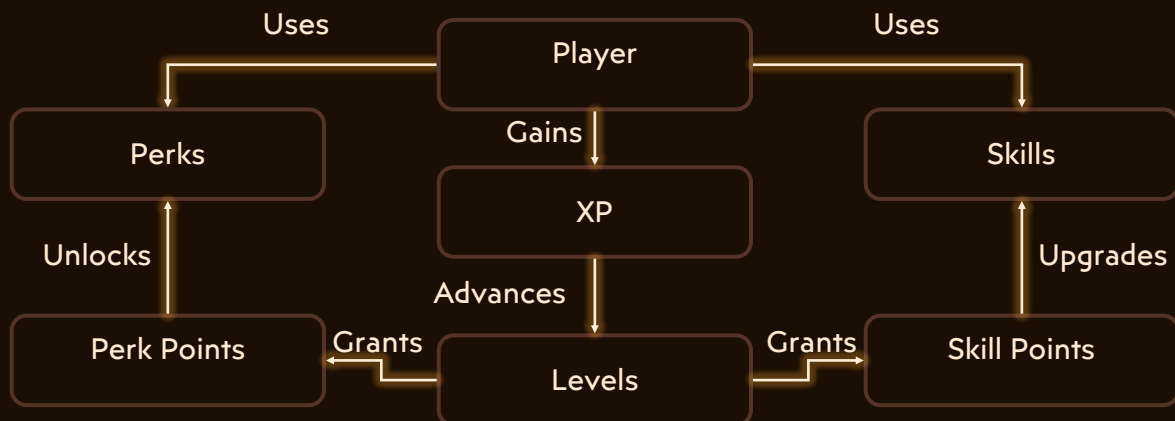 Uses
Uses
Player
Gains
Perks
Skills
XP
Unlocks
Upgrades
Advances
Grants
Grants
Perk Points
Skill Points
Levels